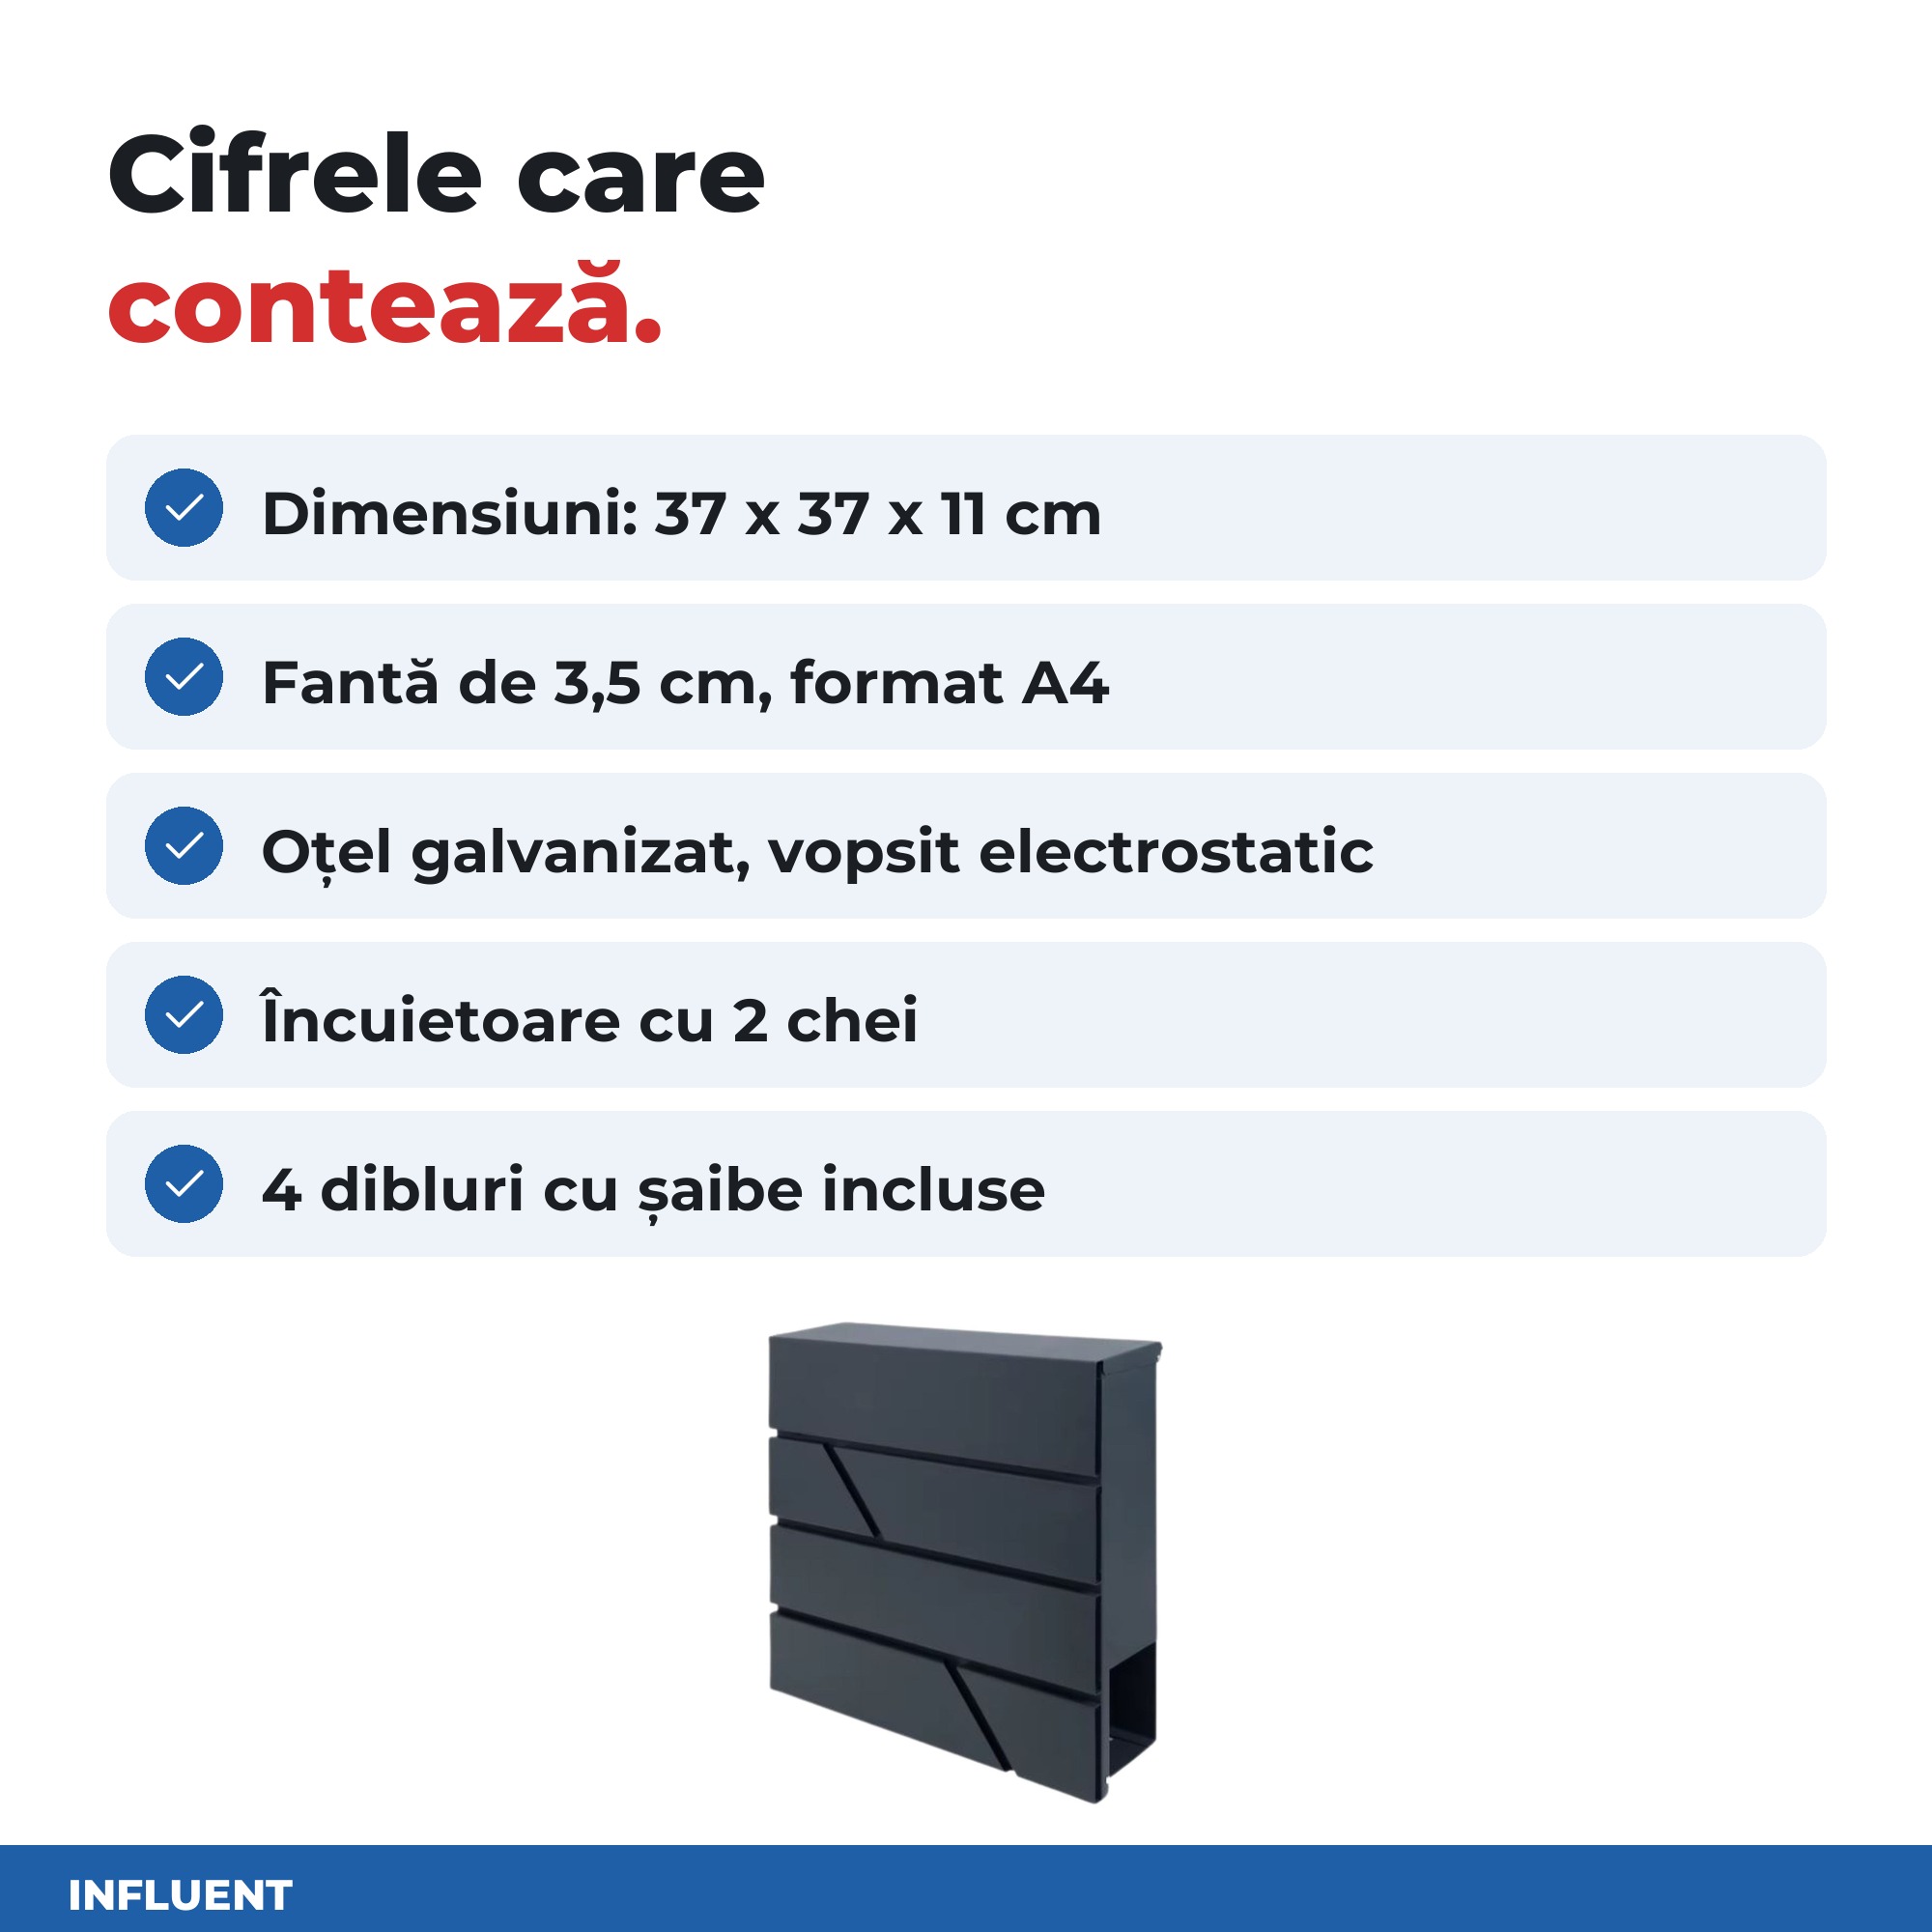 Cifrele care
contează.
Dimensiuni: 37 x 37 x 11 cm
Fantă de 3,5 cm, format A4
Oțel galvanizat, vopsit electrostatic
Încuietoare cu 2 chei
4 dibluri cu șaibe incluse
INFLUENT